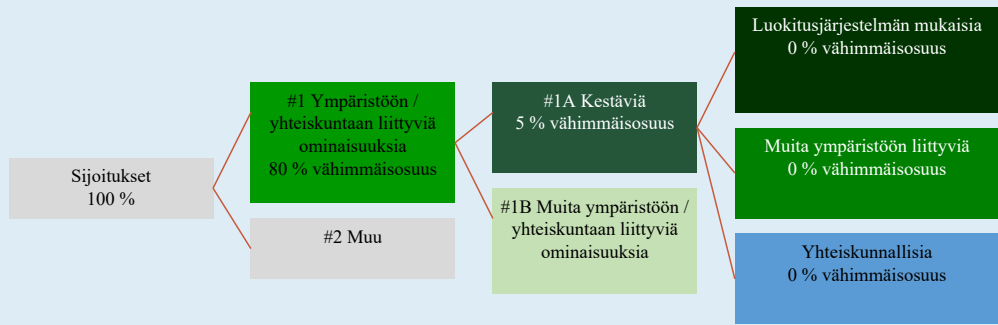 Sijoitukset
100 %
#1 Ympäristöön /
yhteiskuntaan liittyviä
ominaisuuksia
80 % vähimmäisosuus
#2 Muu
#1A Kestäviä
5 % vähimmäisosuus
#1B Muita ympäristöön /
yhteiskuntaan liittyviä
ominaisuuksia
Luokitusjärjestelmän mukaisia
0 % vähimmäisosuus
Muita ympäristöön liittyviä
0 % vähimmäisosuus
Yhteiskunnallisia
0 % vähimmäisosuus